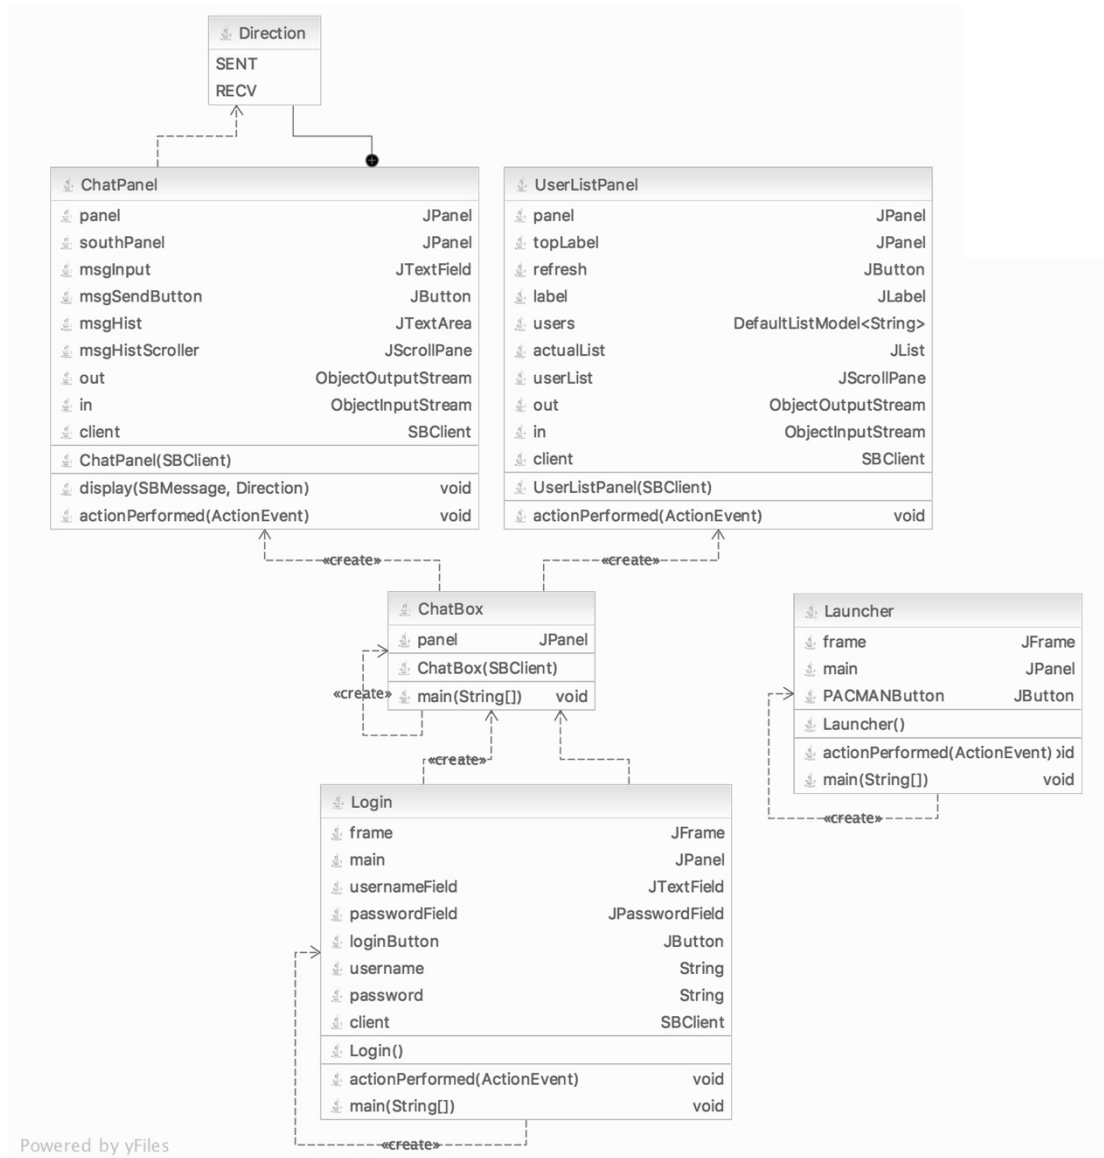 Direction
SENT
RECV
ChatPanel
panel JPanel
southPanel JPanel
msgInput JTextField
msgSendButton JButton
msgHist JTextArea
msgHistScroller JScrollPane
out ObjectOutputStream
in ObjectInputStream
client SBClient
ChatPanel(SBClient)
display(SBMessage, Direction) void
actionPerformed(ActionEvent) void
UserListPanel
panel JPanel
topLabel JPanel
refresh JButton
label JLabel
users DefaultListModel<String>
actualList JList
userList JScrollPane
out ObjectOutputStream
in ObjectInputStream
client SBClient
UserListPanel(SBClient)
actionPerformed(ActionEvent) void
«create»
«create»
ChatBox
panel JPanel
ChatBox(SBClient)
main(String[]) void
«create»
«create»
Launcher
frame JFrame
main JPanel
PACMANButton JButton
Launcher()
actionPerformed(ActionEvent) ›id
main(String[]) void
«create»
Login
frame JFrame
main JPanel
usernameField JTextField
passwordField JPasswordField
loginButton JButton
username String
password String
client SBClient
Login()
actionPerformed(ActionEvent) void
main(String[]) void
«create»
Powered by yFiles